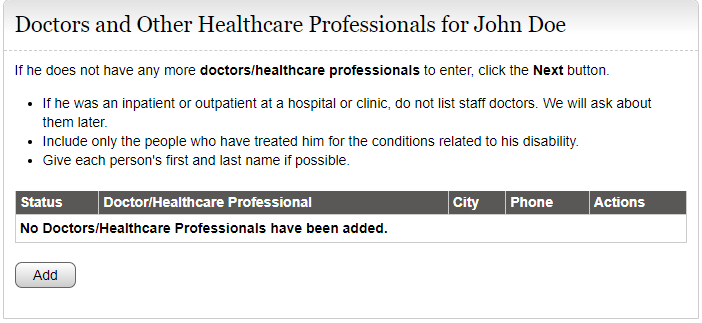 Doctors and Other Healthcare Professionals for John Doe
If he does not have any more doctors/healthcare professionals to enter, click the Next button.
• If he was an inpatient or outpatient at a hospital or clinic, do not list staff doctors. We will ask about
them later.
• Include only the people who have treated him for the conditions related to his disability.
• Give each person's first and last name if possible.
Status Doctor/Healthcare Professional City Phone Actions
No Doctors/Healthcare Professionals have been added.
Add